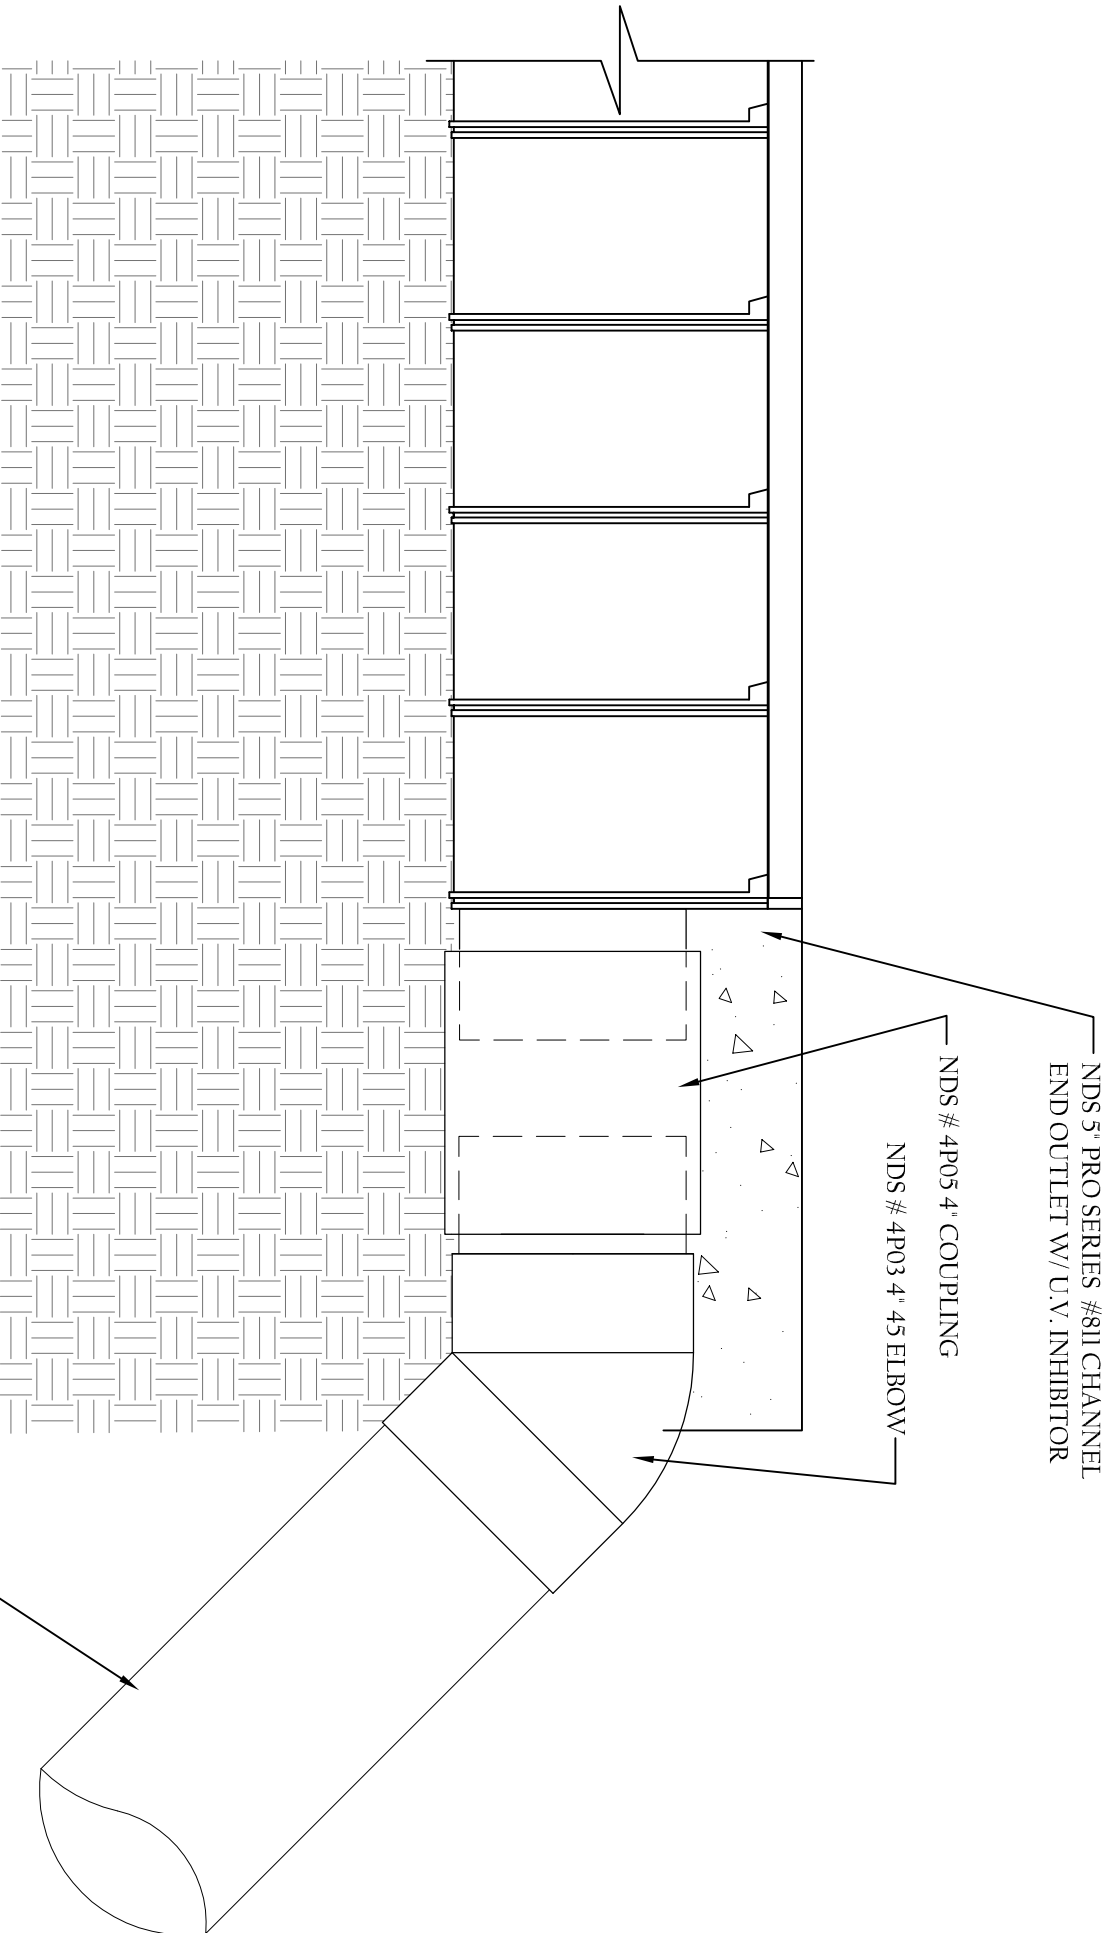 NDS 5" PRO SERIES #811 CHANNEL
END OUTLET W/ U.V. INHIBITOR
NDS # 4P05 4" COUPLING
NDS # 4P03 4" 45 ELBOW